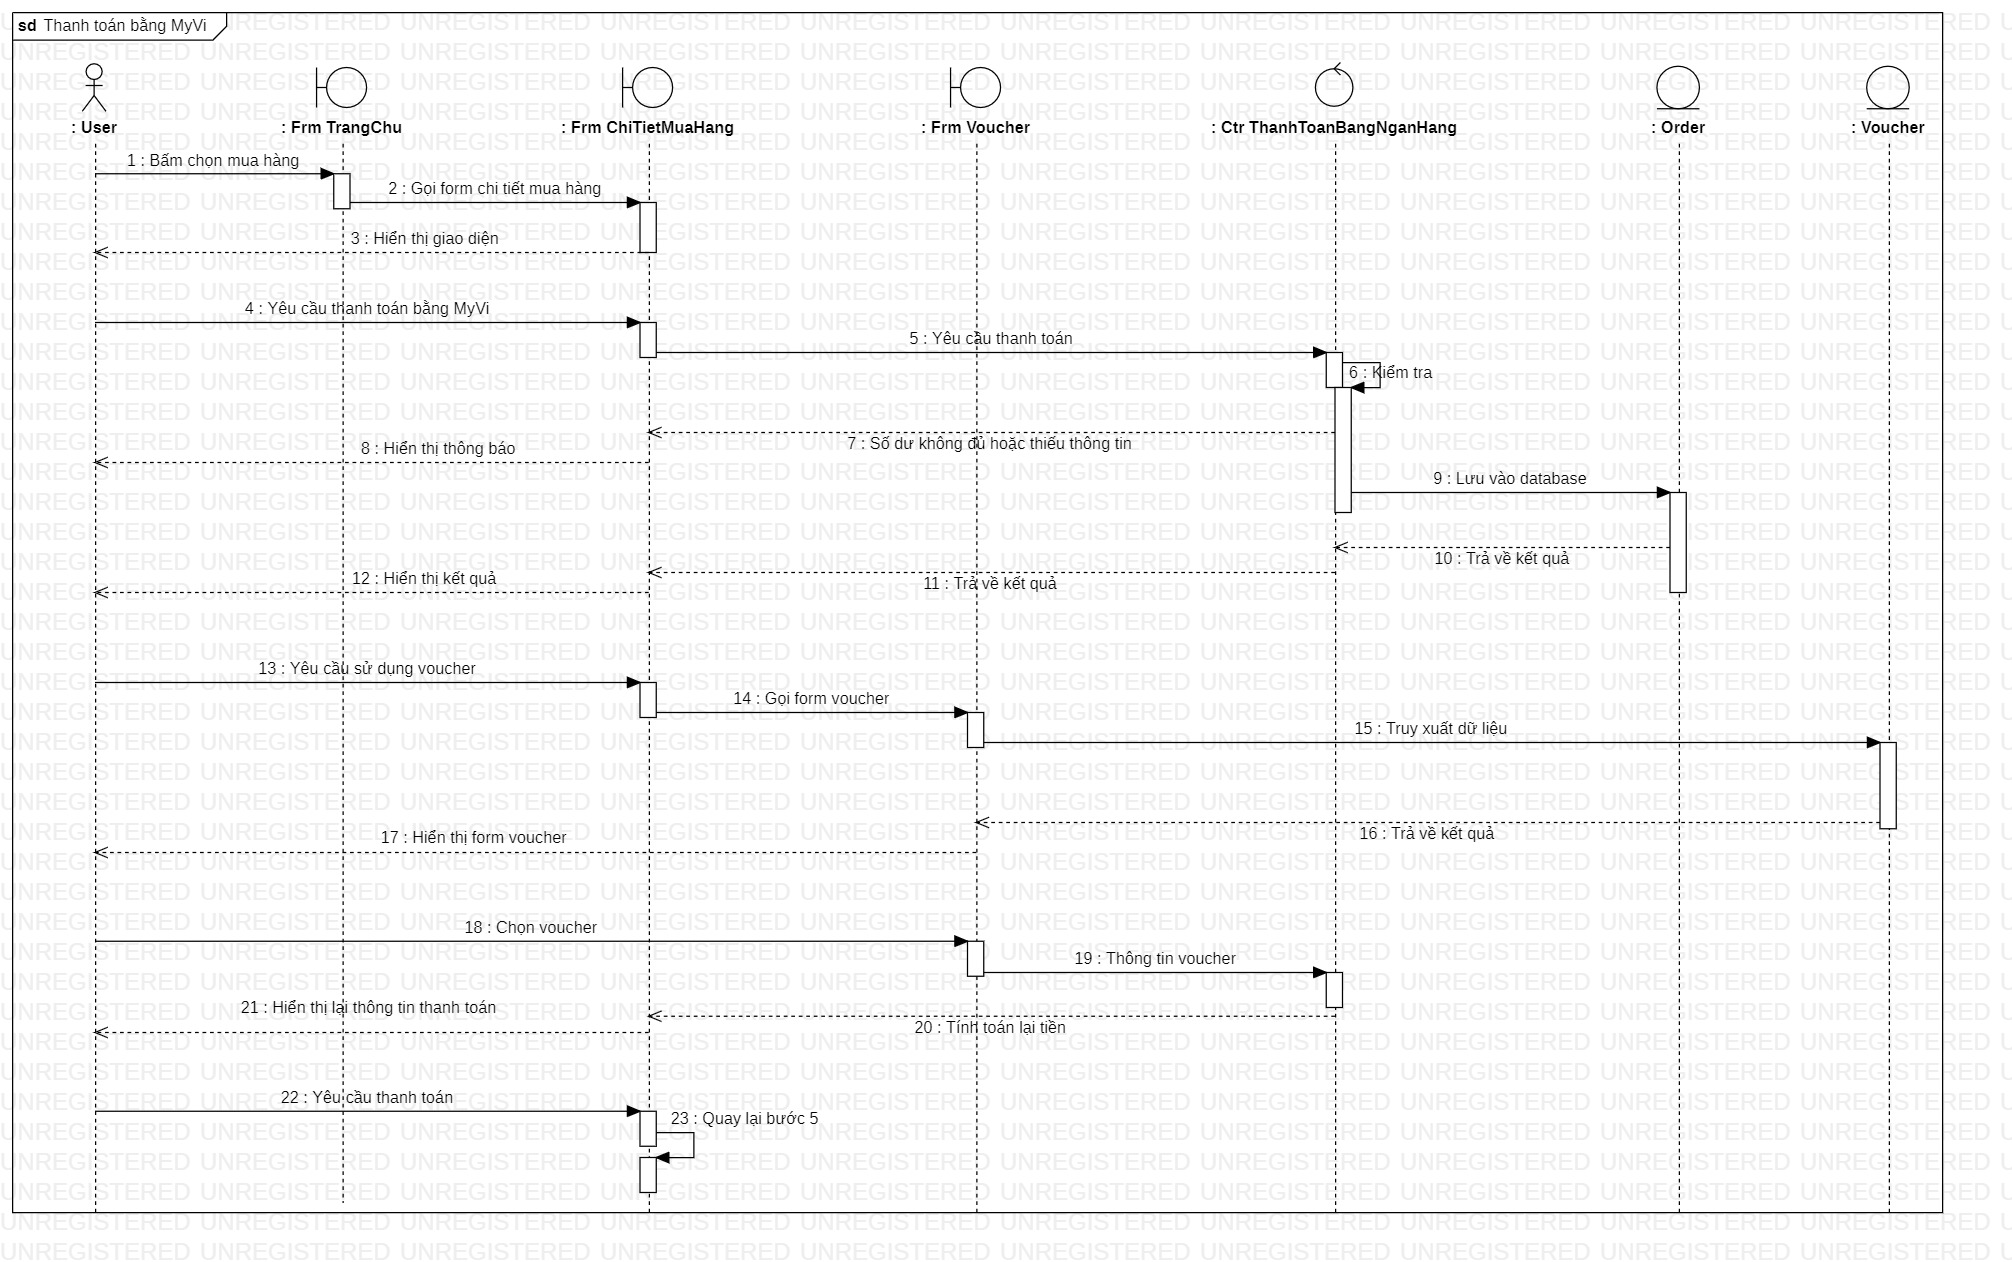 sd Thanh toán bằng MyVi
: User
: Frm TrangChu
: Frm ChiTietMuaHang
: Frm Voucher
: Ctr ThanhToanBangNganHang
: Order
: Voucher
1 : Bấm chọn mua hàng
2 : Gọi form chi tiết mua hàng
3 : Hiển thị giao diện
4 : Yêu cầu thanh toán bằng MyVi
5 : Yêu cầu thanh toán
6 : Kiểm tra
7 : Số dư không đủ hoặc thiếu thông tin
8 : Hiển thị thông báo
9 : Lưu vào database
10 : Trả về kết quả
11 : Trả về kết quả
12 : Hiển thị kết quả
13 : Yêu cầu sử dụng voucher
14 : Gọi form voucher
15 : Truy xuất dữ liệu
16 : Trả về kết quả
17 : Hiển thị form voucher
18 : Chọn voucher
19 : Thông tin voucher
20 : Tính toán lại tiền
21 : Hiển thị lại thông tin thanh toán
22 : Yêu cầu thanh toán
23 : Quay lại bước 5
UNREGISTERED